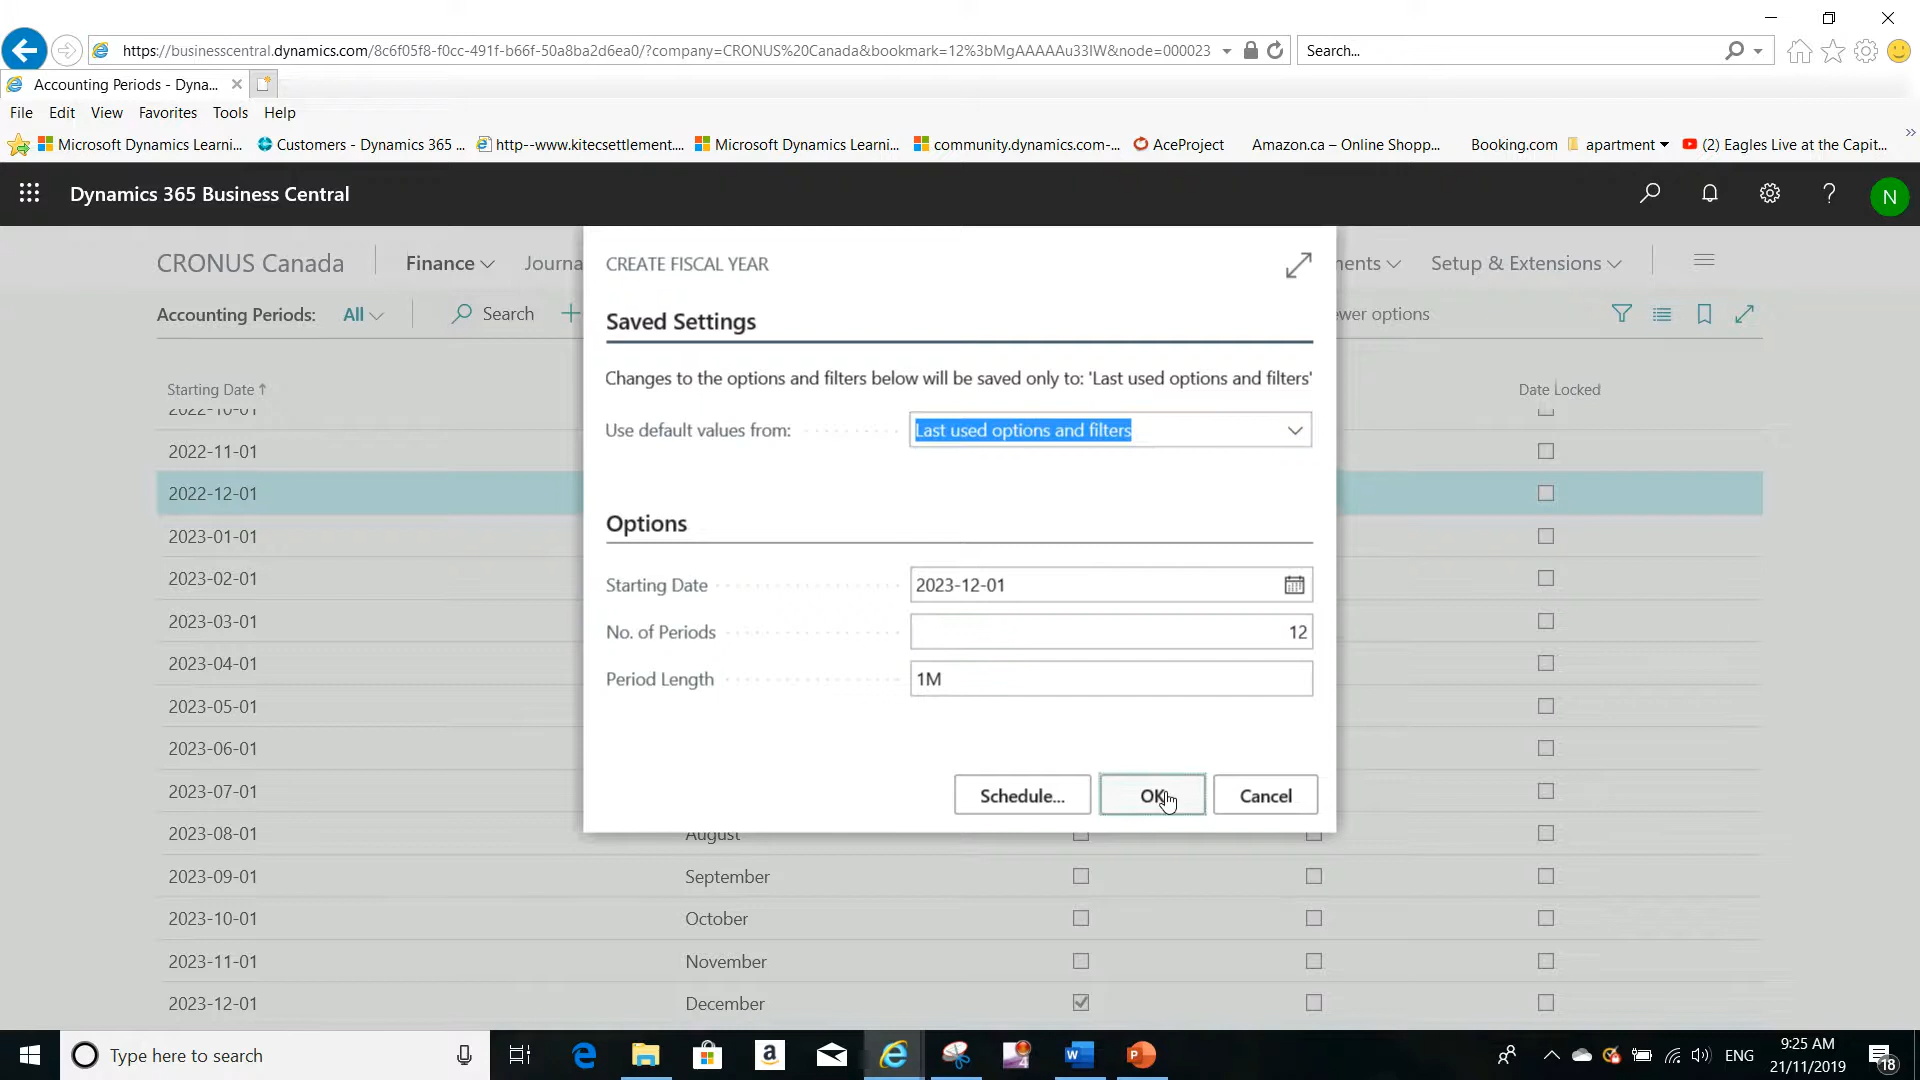 https://businesscentral.dynamics.com/8c6f05f8-f0cc-491f-b66f-50a8ba2d6ea0/?company=CRONUS%20Canada&bookmark=12%3bMgAAAAAu33IW&node=000023
Search...
Accounting Periods - Dyna...
File Edit View Favorites Tools Help
Microsoft Dynamics Learni... Customers - Dynamics 365 ... http--www.kitecsettlement.... Microsoft Dynamics Learni... community.dynamics.com-... AceProject Amazon.ca – Online Shopp... Booking.com apartment (2) Eagles Live at the Capit...
Dynamics 365 Business Central
N
CRONUS Canada Finance Journa ents Setup & Extensions
Accounting Periods: All Search + ewer options
Starting Date ↑ Date Locked
2022-10-01
2022-11-01
2022-12-01
2023-01-01
2023-02-01
2023-03-01
2023-04-01
2023-05-01
2023-06-01
2023-07-01
2023-08-01 August
2023-09-01 September
2023-10-01 October
2023-11-01 November
2023-12-01 December
CREATE FISCAL YEAR
Saved Settings
Changes to the options and filters below will be saved only to: 'Last used options and filters'
Use default values from: Last used options and filters
Options
Starting Date 2023-12-01
No. of Periods 12
Period Length 1M
Schedule... OK Cancel
Type here to search
ENG
9:25 AM
21/11/2019
18